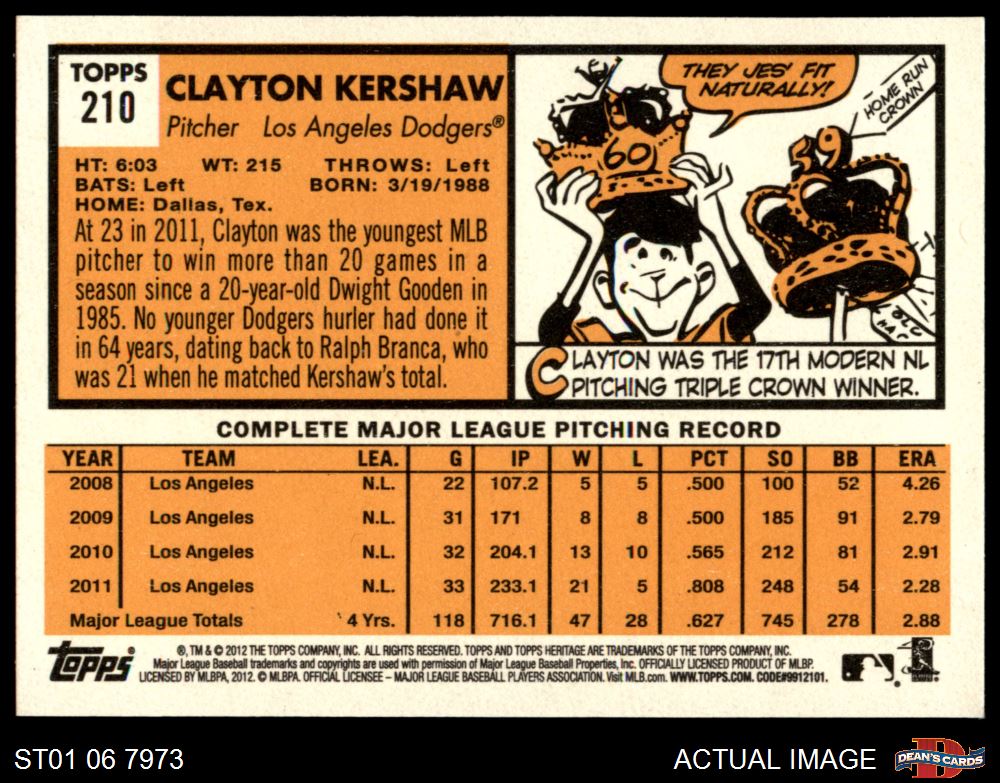 TOPPS
210
CLAYTON KERSHAW
Pitcher Los Angeles Dodgers®
HT: 6:03 WT: 215 THROWS: Left
BATS: Left BORN: 3/19/1988
HOME: Dallas, Tex.
At 23 in 2011, Clayton was the youngest MLB
pitcher to win more than 20 games in a
season since a 20-year-old Dwight Gooden in
1985. No younger Dodgers hurler had done it
in 64 years, dating back to Ralph Branca, who
was 21 when he matched Kershaw's total.
THEY JES' FIT
NATURALLY!
HOME RUN
CROWN
60
59
CLAYTON WAS THE 17TH MODERN NL
PITCHING TRIPLE CROWN WINNER.
COMPLETE MAJOR LEAGUE PITCHING RECORD
YEAR TEAM LEA. G IP W L PCT SO BB ERA
2008 Los Angeles N.L. 22 107.2 5 5 .500 100 52 4.26
2009 Los Angeles N.L. 31 171 8 8 .500 185 91 2.79
2010 Los Angeles N.L. 32 204.1 13 10 .565 212 81 2.91
2011 Los Angeles N.L. 33 233.1 21 5 .808 248 54 2.28
Major League Totals 4 Yrs. 118 716.1 47 28 .627 745 278 2.88
topps
®, TM & © 2012 THE TOPPS COMPANY, INC. ALL RIGHTS RESERVED. TOPPS AND TOPPS HERITAGE ARE TRADEMARKS OF THE TOPPS COMPANY, INC.
Major League Baseball trademarks and copyrights are used with permission of Major League Baseball Properties, Inc. OFFICIALLY LICENSED PRODUCT OF MLBP.
LICENSED BY MLBPA, 2012. © MLBPA. OFFICIAL LICENSEE – MAJOR LEAGUE BASEBALL PLAYERS ASSOCIATION. Visit MLB.com. WWW.TOPPS.COM. CODE#9912101.
ST01 06 7973
ACTUAL IMAGE
DEAN'S CARDS